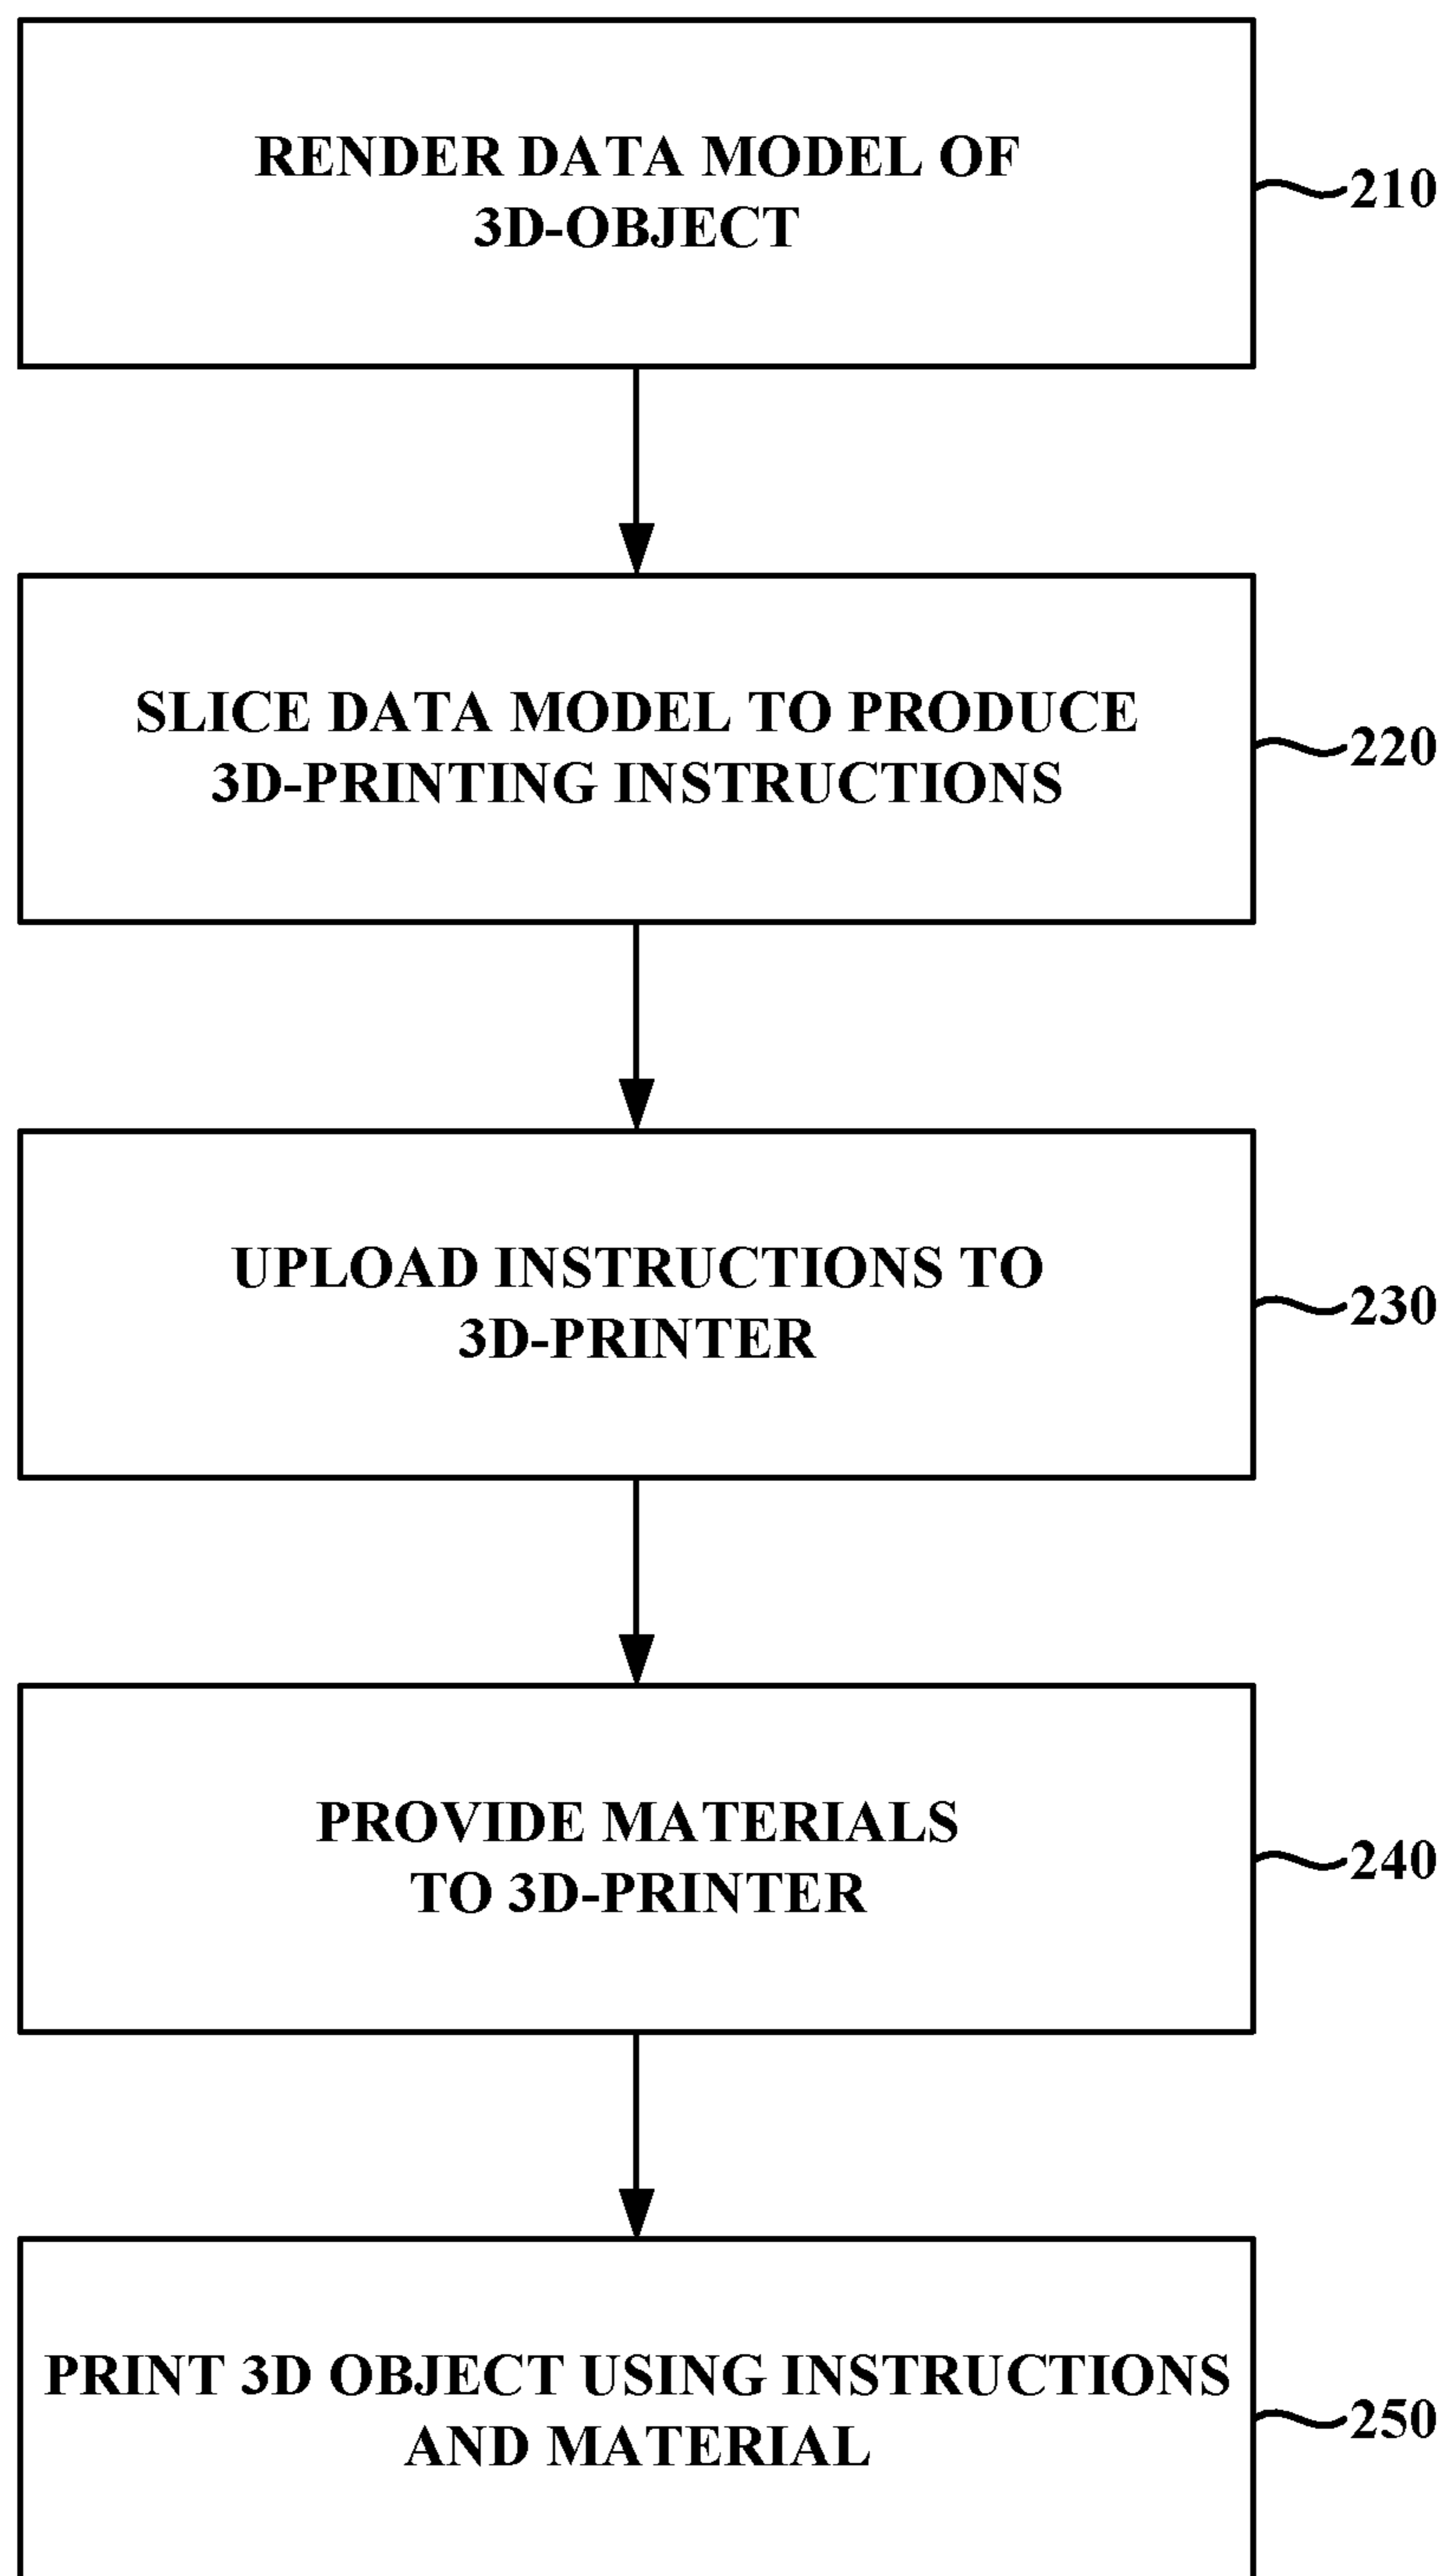 RENDER DATA MODEL OF
3D-OBJECT
210
SLICE DATA MODEL TO PRODUCE
3D-PRINTING INSTRUCTIONS
220
UPLOAD INSTRUCTIONS TO
3D-PRINTER
230
PROVIDE MATERIALS
TO 3D-PRINTER
240
PRINT 3D OBJECT USING INSTRUCTIONS
AND MATERIAL
250